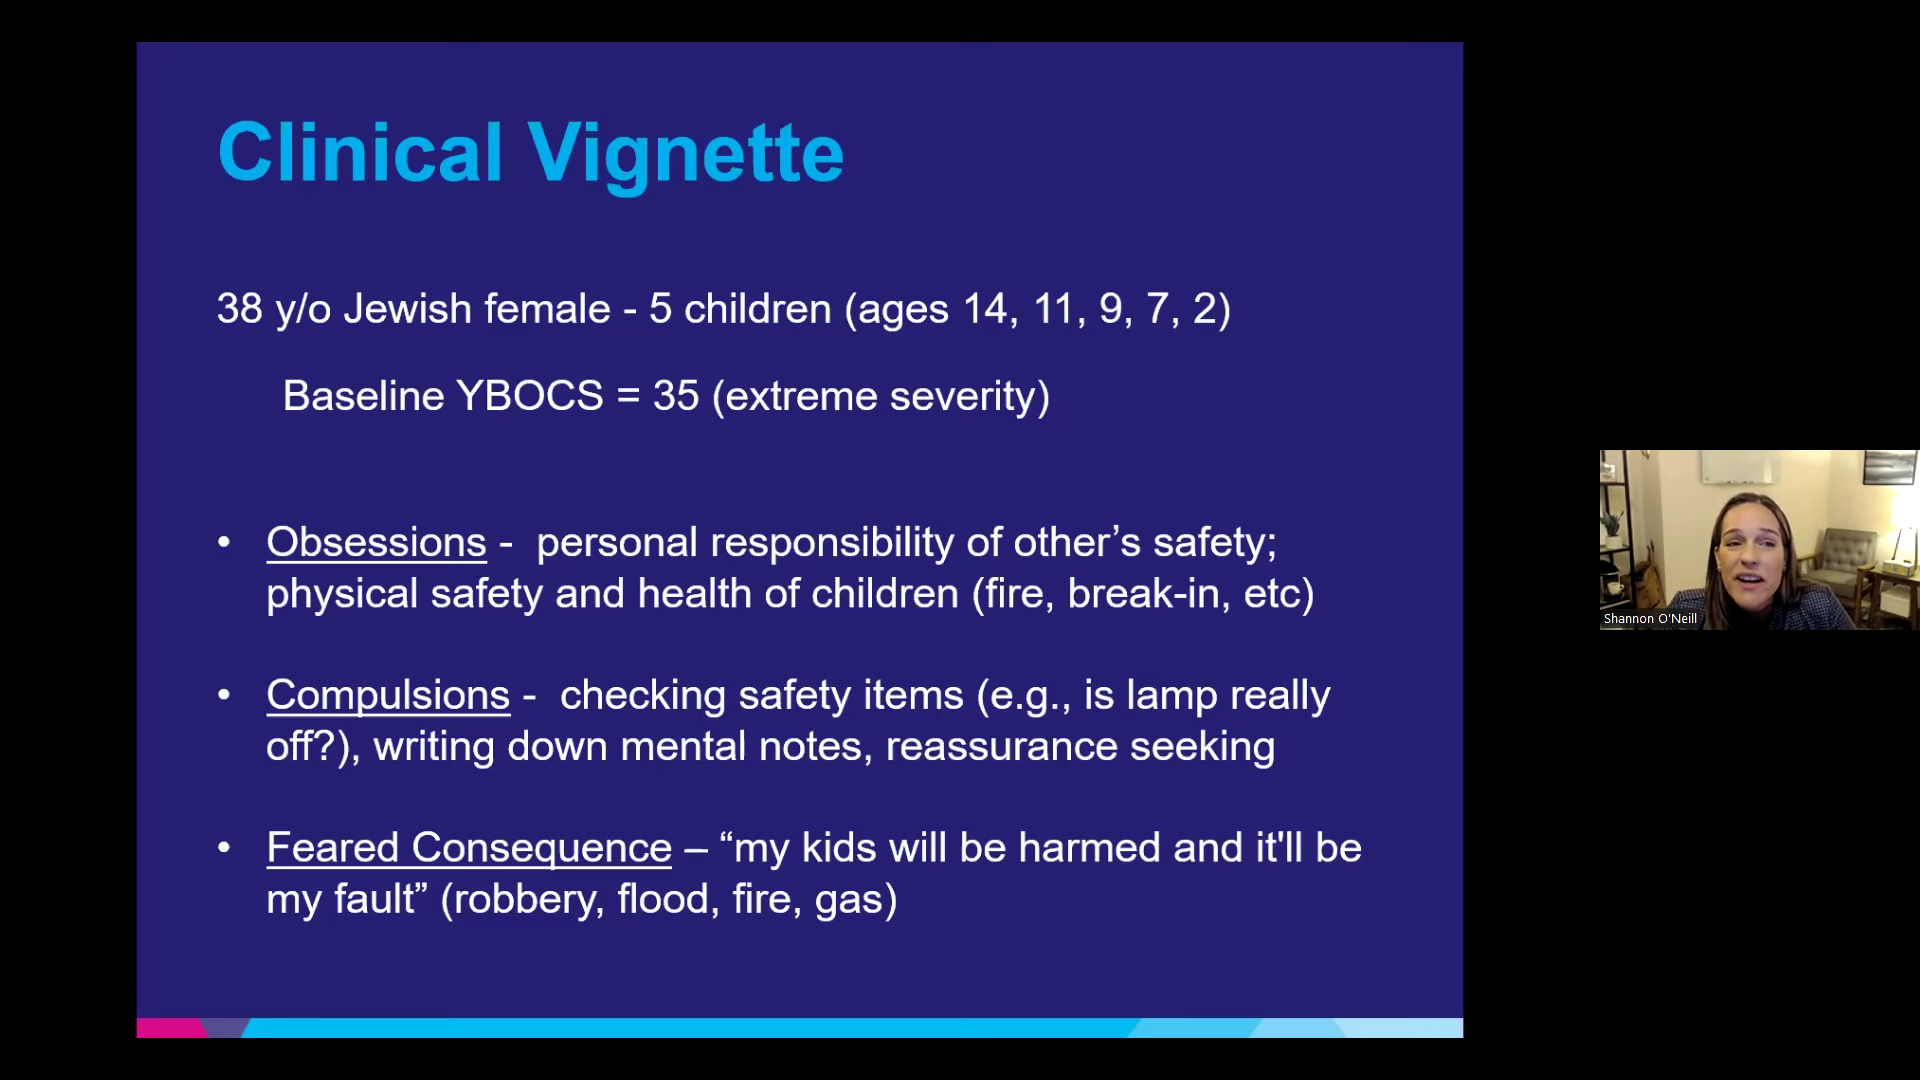 Clinical Vignette
38 y/o Jewish female - 5 children (ages 14, 11, 9, 7, 2)
Baseline YBOCS = 35 (extreme severity)
• Obsessions -  personal responsibility of other’s safety;
physical safety and health of children (fire, break-in, etc)
• Compulsions -  checking safety items (e.g., is lamp really
off?), writing down mental notes, reassurance seeking
• Feared Consequence – “my kids will be harmed and it'll be
my fault” (robbery, flood, fire, gas)
Shannon O'Neill